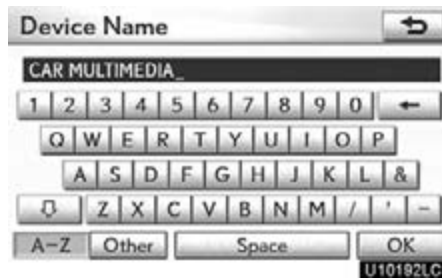 Device Name
CAR MULTIMEDIA_
1 2 3 4 5 6 7 8 9 0 ←
Q W E R T Y U I O P
A S D F G H J K L &
⇩ Z X C V B N M / ' -
A-Z Other Space OK
U10192LC